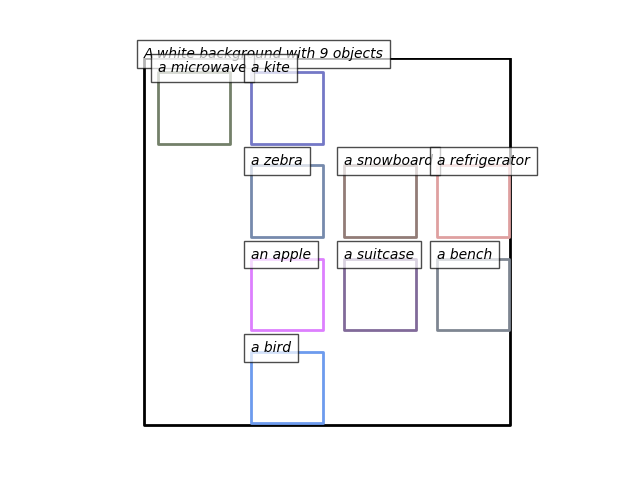 A white background with 9 objects
a microwave
a kite
a zebra
a snowboard
a refrigerator
an apple
a suitcase
a bench
a bird